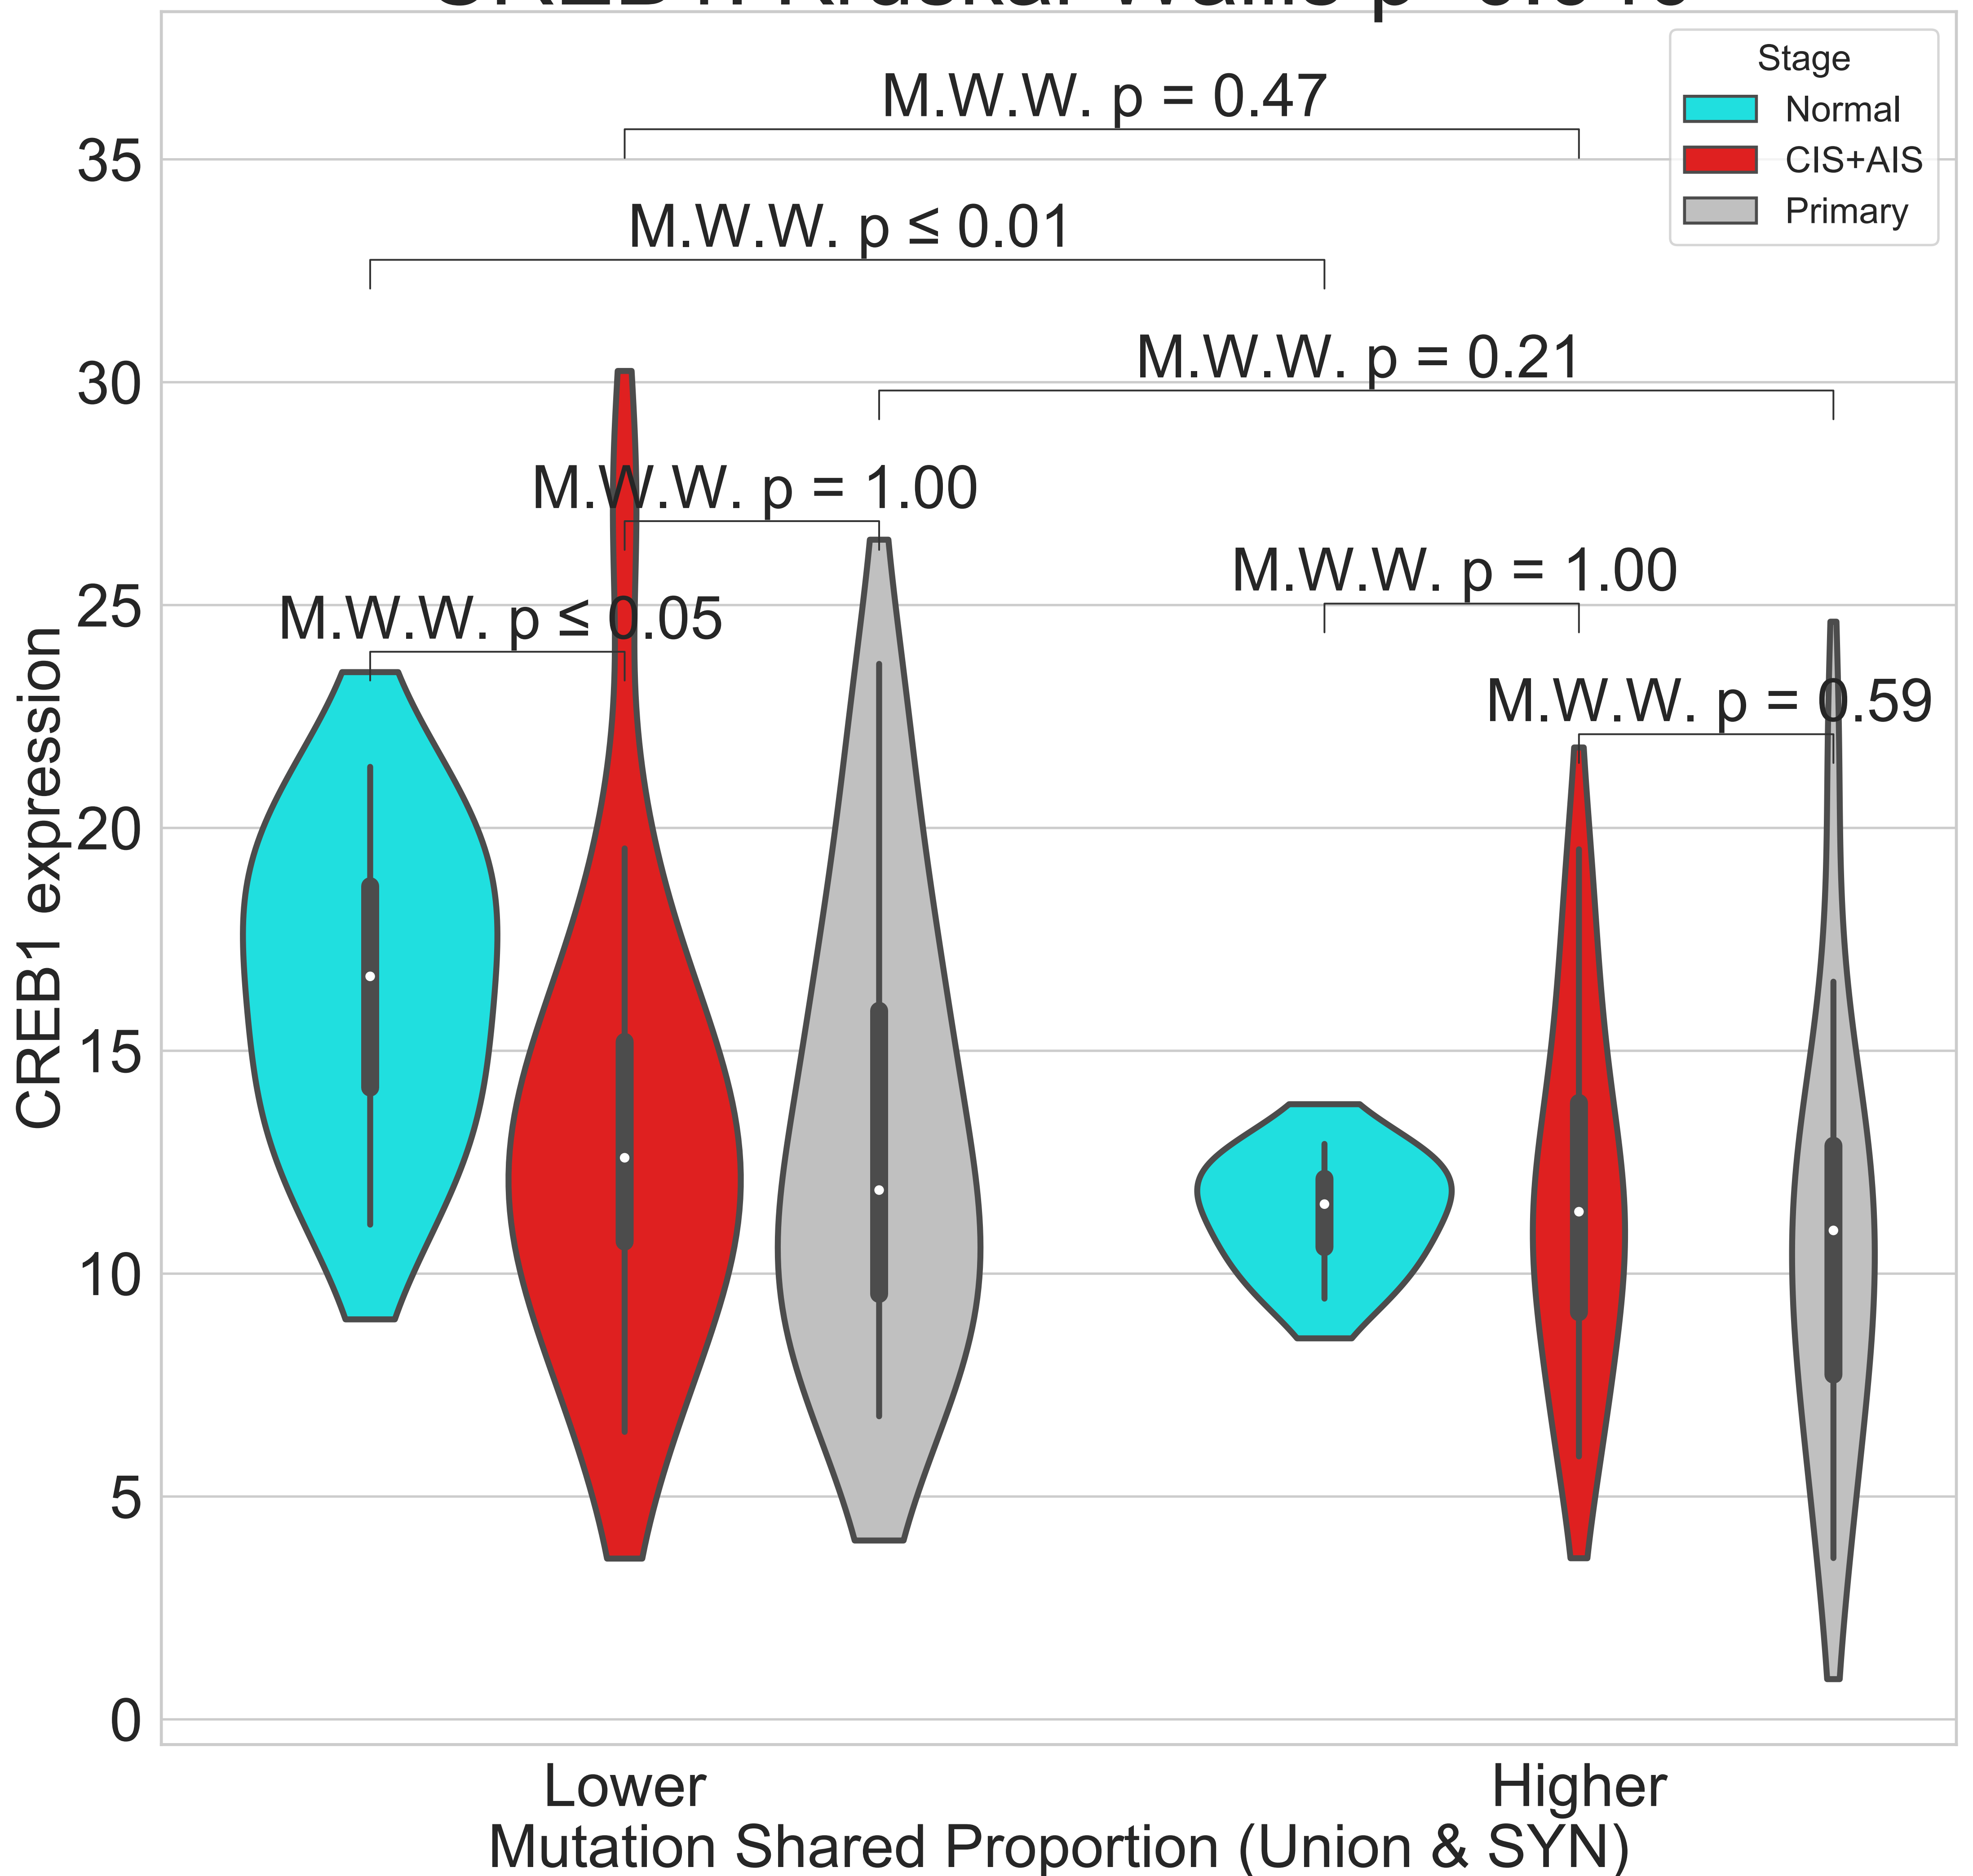 Stage
Normal
CIS+AIS
Primary
M.W.W. p = 0.47
M.W.W. p ≤ 0.01
M.W.W. p = 0.21
M.W.W. p = 1.00
M.W.W. p = 1.00
M.W.W. p ≤ 0.05
M.W.W. p = 0.59
CREB1 expression
35
30
25
20
15
10
5
0
Lower
Higher
Mutation Shared Proportion (Union & SYN)